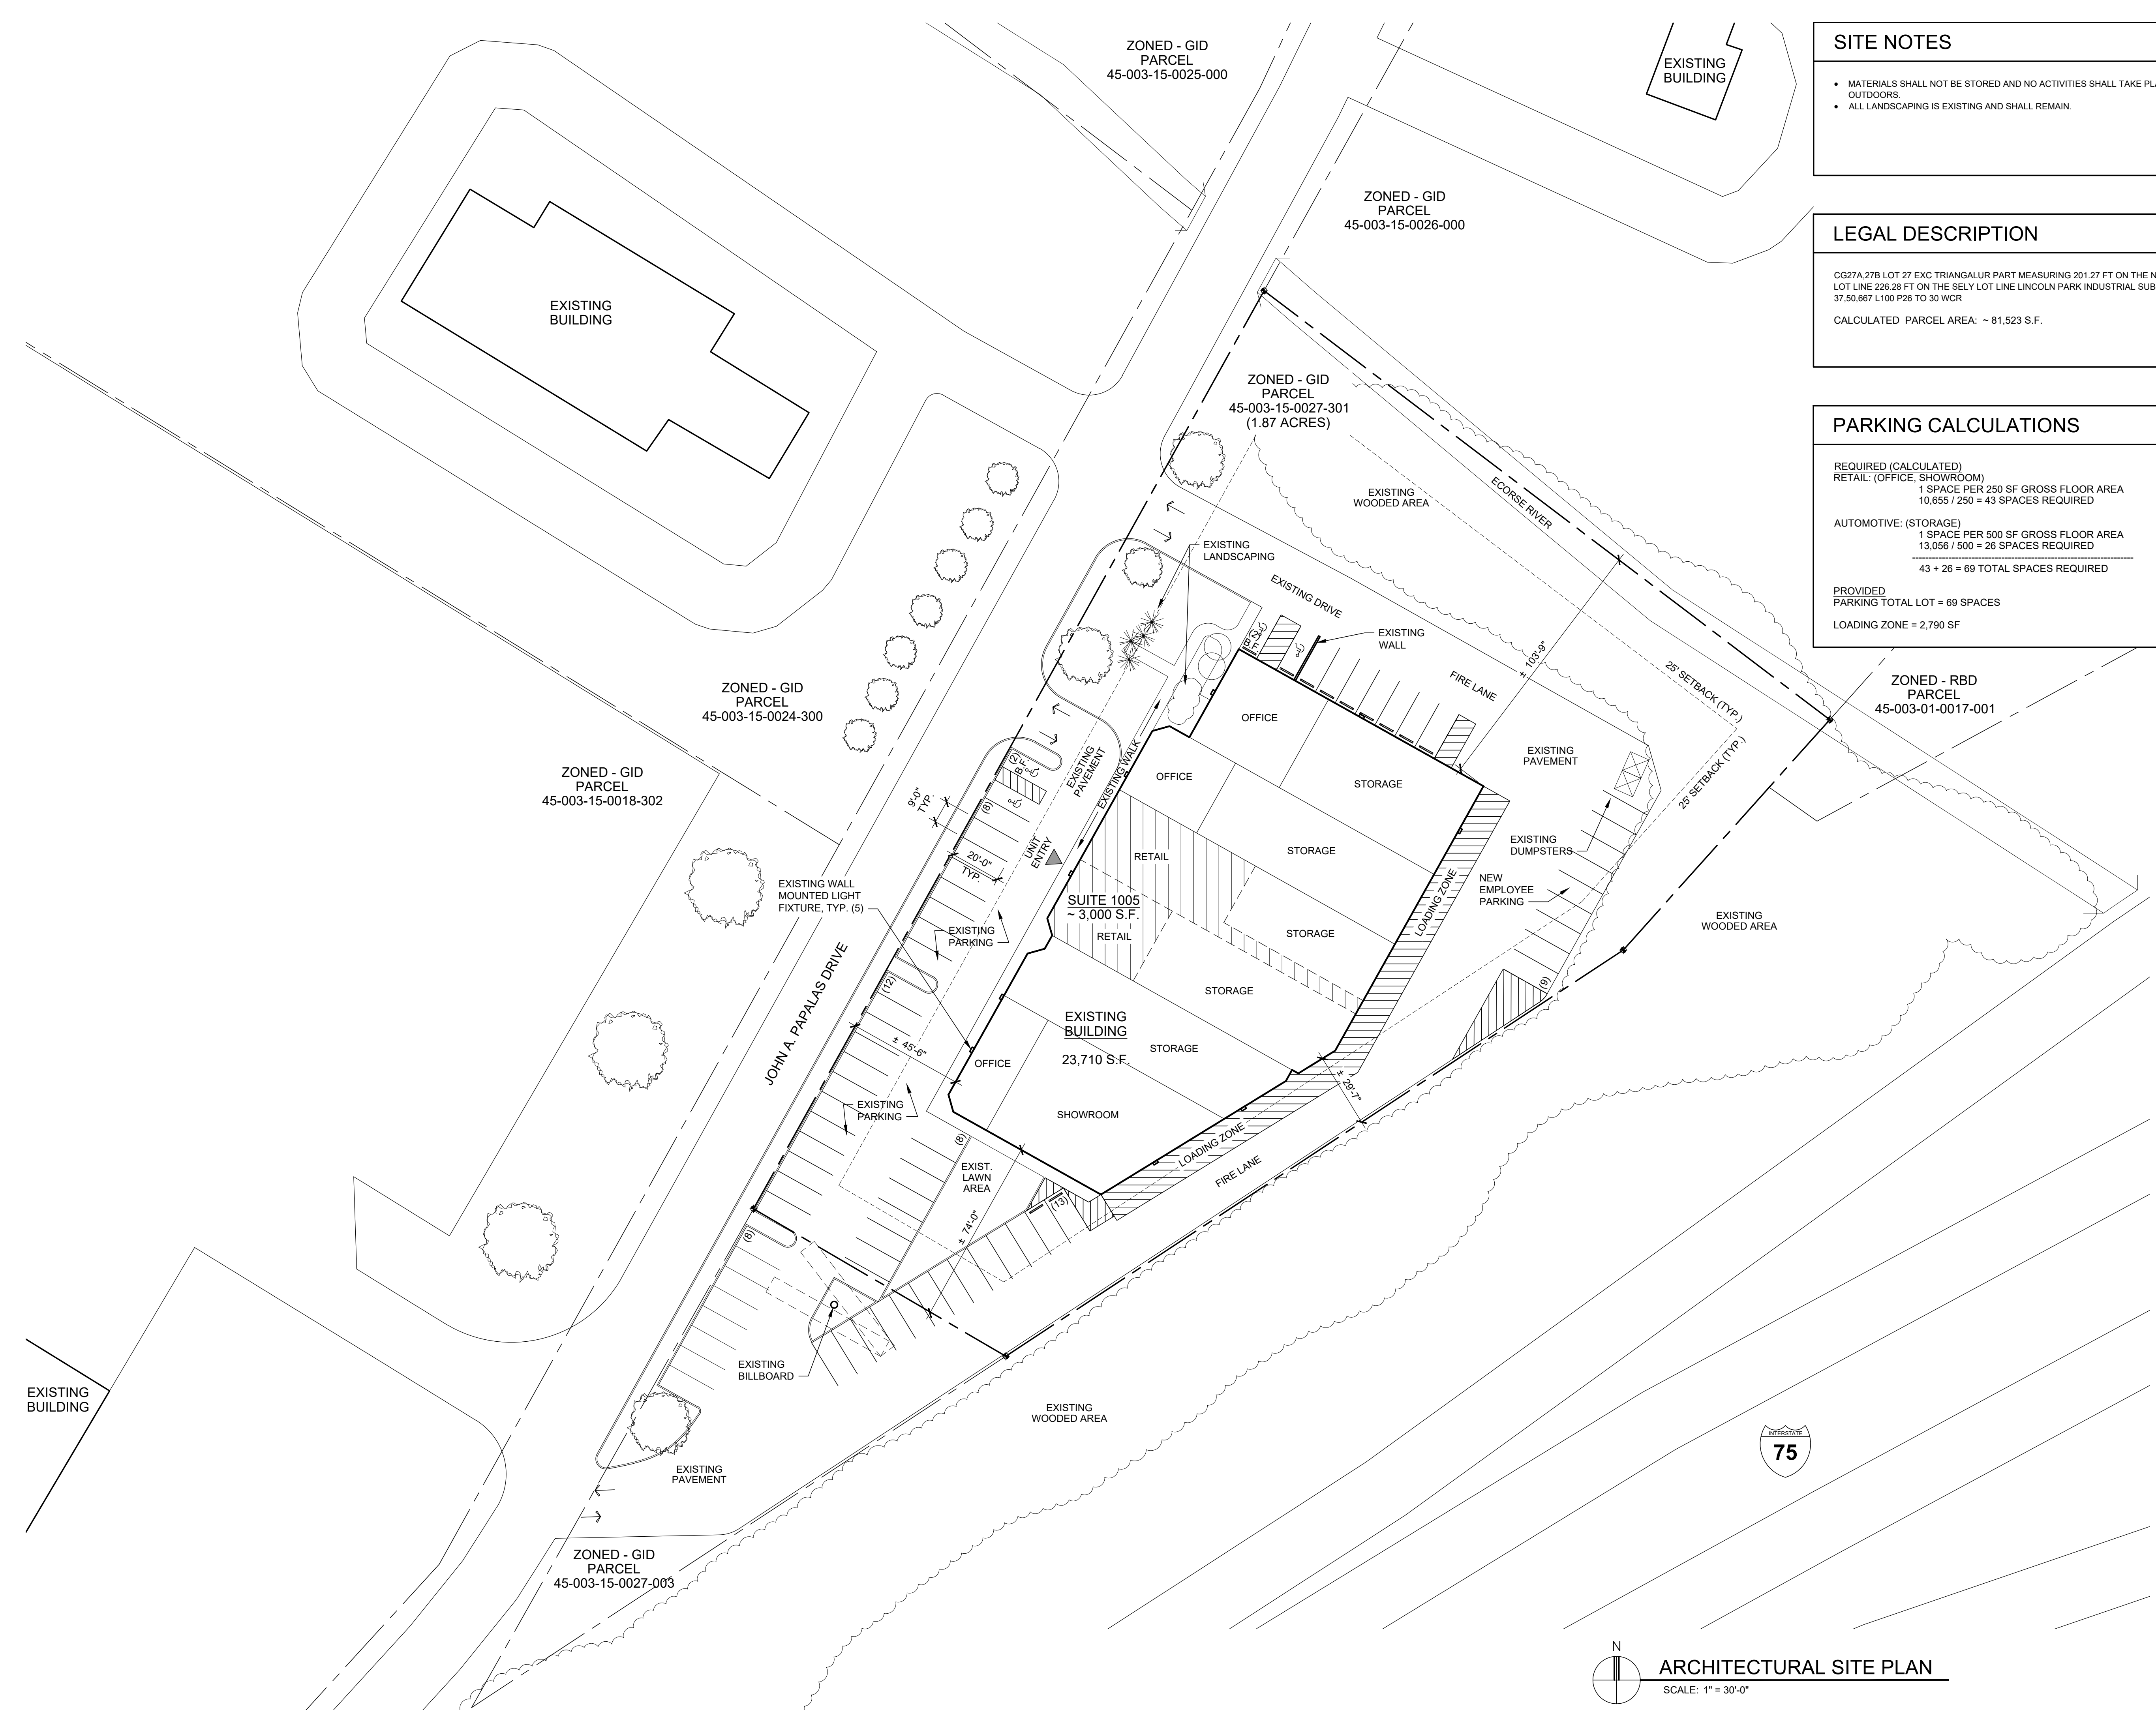 ZONED - GID
PARCEL
45-003-15-0025-000
EXISTING
BUILDING
SITE NOTES
MATERIALS SHALL NOT BE STORED AND NO ACTIVITIES SHALL TAKE
OUTDOORS.
ALL LANDSCAPING IS EXISTING AND SHALL REMAIN.
ZONED - GID
PARCEL
45-003-15-0026-000
LEGAL DESCRIPTION
CG27A,27B LOT 27 EXC TRIANGALUR PART MEASURING 201.27 FT ON THE
LOT LINE 226.28 FT ON THE SELY LOT LINE LINCOLN PARK INDUSTRIAL SUB
37,50,667 L100 P26 TO 30 WCR
CALCULATED PARCEL AREA: ~ 81,523 S.F.
EXISTING
BUILDING
ZONED - GID
PARCEL
45-003-15-0027-301
(1.87 ACRES)
PARKING CALCULATIONS
REQUIRED (CALCULATED)
RETAIL: (OFFICE, SHOWROOM)
1 SPACE PER 250 SF GROSS FLOOR AREA
10,655 / 250 = 43 SPACES REQUIRED
AUTOMOTIVE: (STORAGE)
1 SPACE PER 500 SF GROSS FLOOR AREA
13,056 / 500 = 26 SPACES REQUIRED
43 + 26 = 69 TOTAL SPACES REQUIRED
PROVIDED
PARKING TOTAL LOT = 69 SPACES
LOADING ZONE = 2,790 SF
EXISTING
WOODED AREA
ECORSE RIVER
EXISTING
LANDSCAPING
EXISTING DRIVE
(2)
B.F.
EXISTING
WALL
FIRE LANE
± 103'-9"
25' SETBACK (TYP.)
25' SETBACK (TYP.)
ZONED - RBD
PARCEL
45-003-01-0017-001
ZONED - GID
PARCEL
45-003-15-0024-300
ZONED - GID
PARCEL
45-003-15-0018-302
OFFICE
OFFICE
STORAGE
EXISTING
PAVEMENT
EXISTING
PAVEMENT
EXISTING WALK
(2)
B.F.
(8)
9'-0"
TYP.
20'-0"
TYP.
UNIT
ENTRY
RETAIL
STORAGE
EXISTING
DUMPSTERS
NEW
EMPLOYEE
PARKING
LOADING ZONE
EXISTING WALL
MOUNTED LIGHT
FIXTURE, TYP. (5)
SUITE 1005
~ 3,000 S.F.
RETAIL
STORAGE
EXISTING
WOODED AREA
EXISTING
PARKING
(12)
(9)
STORAGE
JOHN A. PAPALAS DRIVE
EXISTING
BUILDING
23,710 S.F.
STORAGE
± 45'-6"
OFFICE
± 29'-7"
EXISTING
PARKING
SHOWROOM
(8)
LOADING ZONE
FIRE LANE
EXIST.
LAWN
AREA
(13)
± 74'-0"
(8)
EXISTING
BILLBOARD
EXISTING
BUILDING
EXISTING
WOODED AREA
INTERSTATE
75
EXISTING
PAVEMENT
ZONED - GID
PARCEL
45-003-15-0027-003
N
ARCHITECTURAL SITE PLAN
SCALE: 1" = 30'-0"